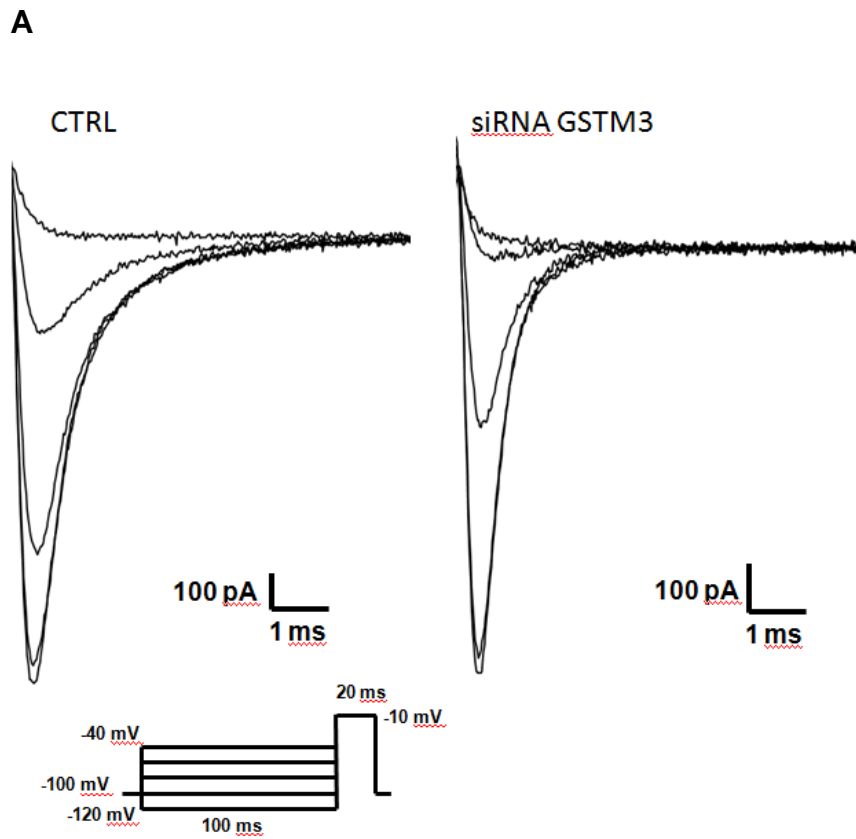 A
CTRL
siRNA GSTM3
100 pA
1 ms
100 pA
1 ms
20 ms
-10 mV
-40 mV
-100 mV
-120 mV
100 ms